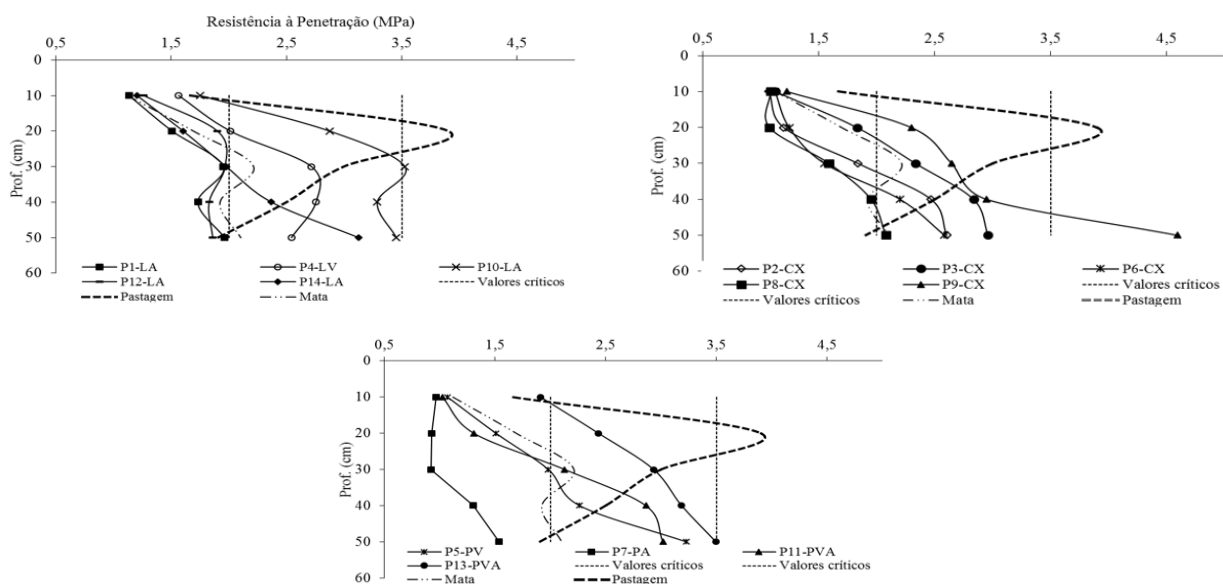 Resistência à Penetração (MPa)
0,5 1,5 2,5 3,5 4,5
0
10
20
30
40
50
60
Prof. (cm)
P1-LA P4-LV P10-LA
P12-LA P14-LA Valores críticos
Pastagem Mata
0,5 1,5 2,5 3,5 4,5
0
10
20
30
40
50
60
Prof. (cm)
P2-CX P3-CX P6-CX
P8-CX P9-CX Valores críticos
Valores críticos Mata Pastagem
0,5 1,5 2,5 3,5 4,5
0
10
20
30
40
50
60
Prof. (cm)
P5-PV P7-PA P11-PVA
P13-PVA Valores críticos Valores críticos
Mata Pastagem